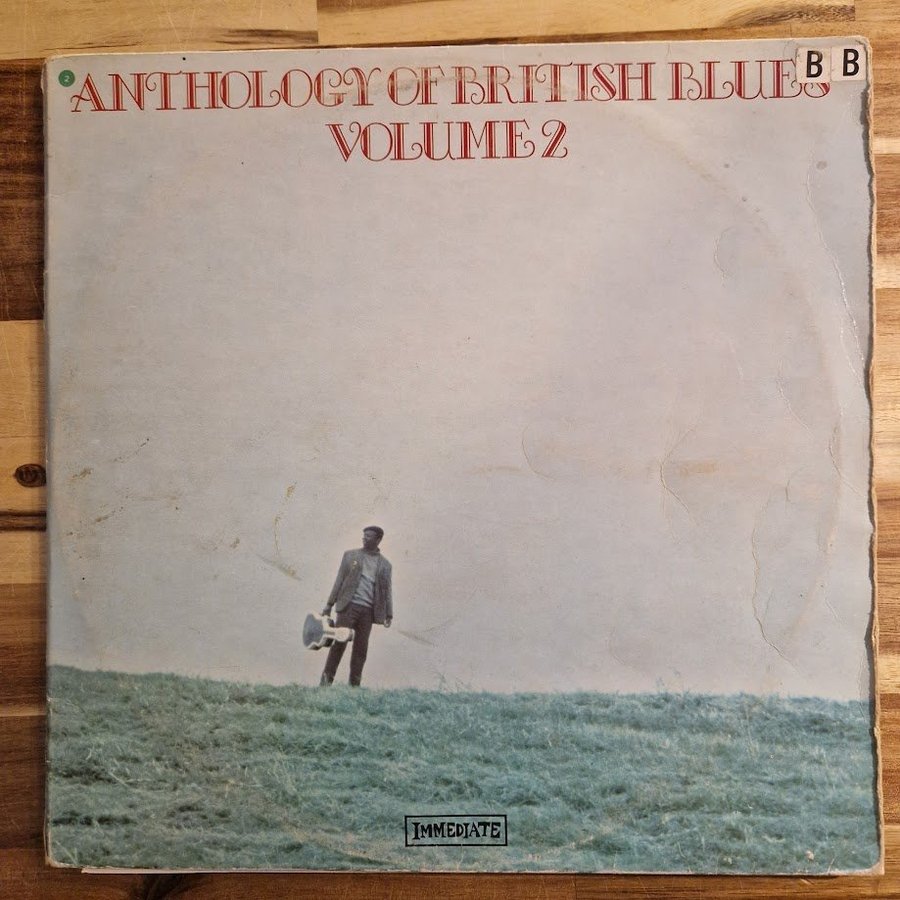 2
ANTHOLOGY OF BRITISH BLUES
B B
VOLUME 2
IMMEDIATE